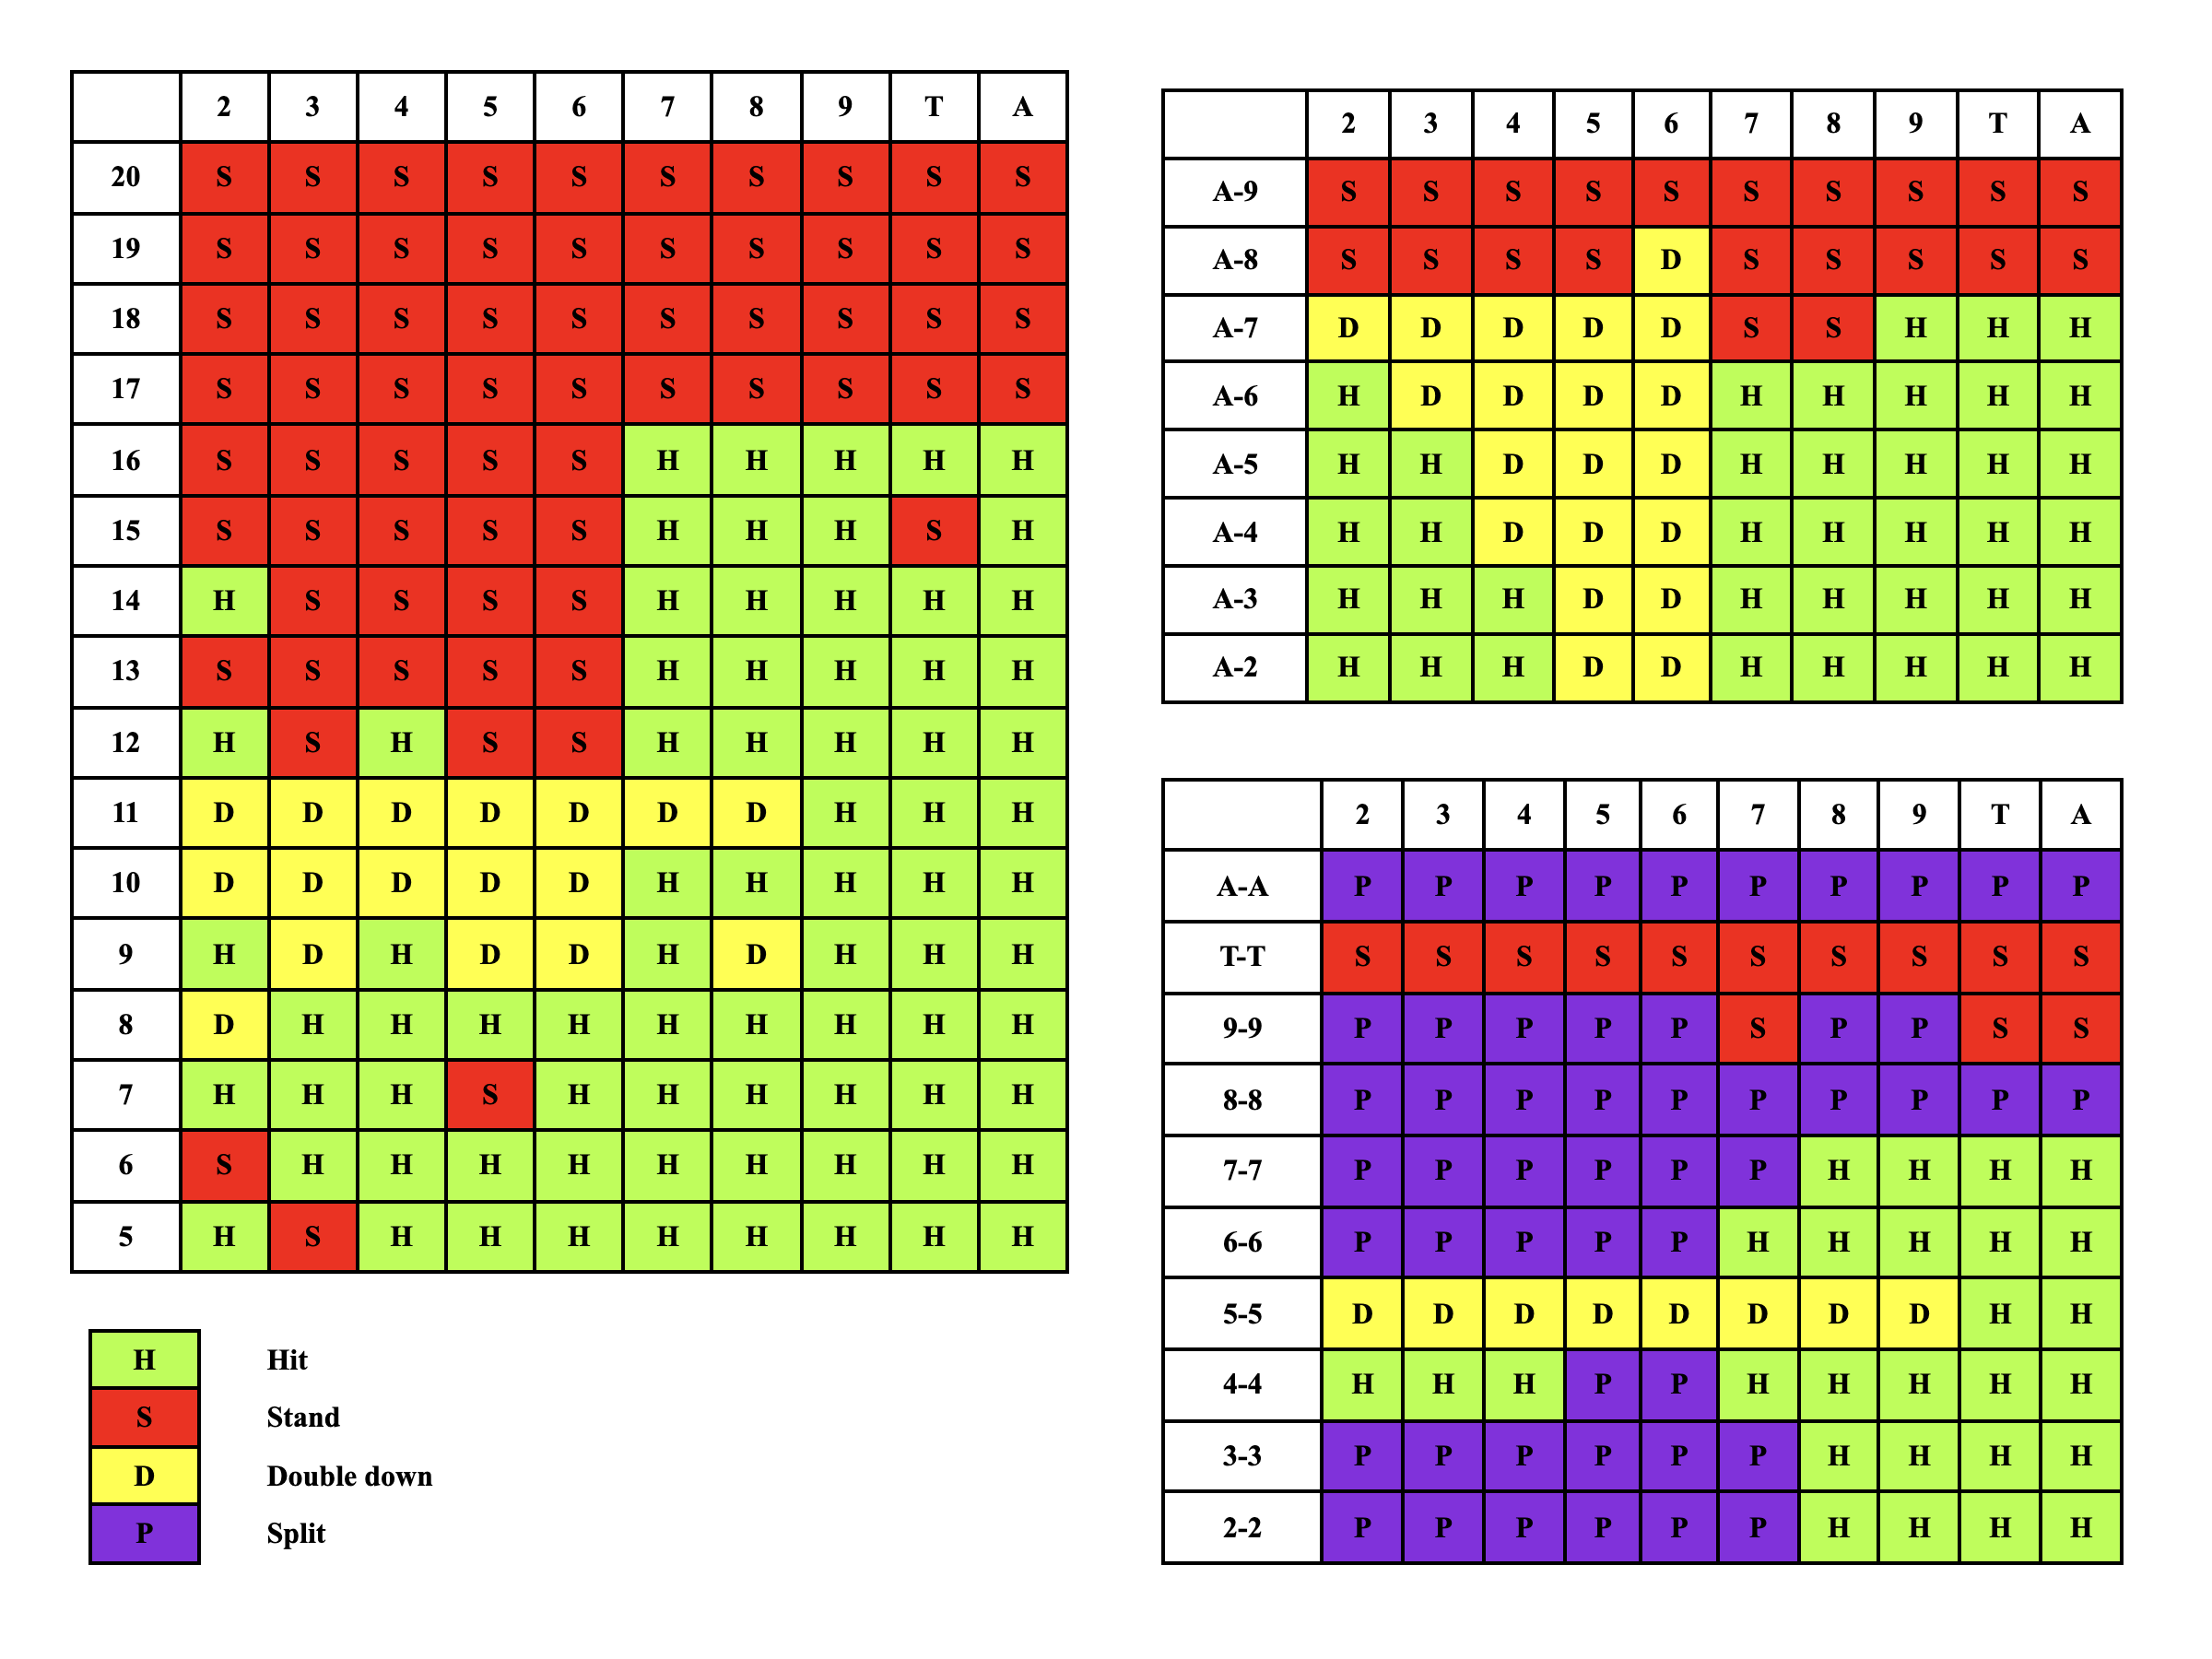 2 3 4 5 6 7 8 9 T A
20 S S S S S S S S S S
19 S S S S S S S S S S
18 S S S S S S S S S S
17 S S S S S S S S S S
16 S S S S S H H H H H
15 S S S S S H H H S H
14 H S S S S H H H H H
13 S S S S S H H H H H
12 H S H S S H H H H H
11 D D D D D D D H H H
10 D D D D D H H H H H
9 H D H D D H D H H H
8 D H H H H H H H H H
7 H H H S H H H H H H
6 S H H H H H H H H H
5 H S H H H H H H H H
H Hit
S Stand
D Double down
P Split
2 3 4 5 6 7 8 9 T A
A-9 S S S S S S S S S S
A-8 S S S S D S S S S S
A-7 D D D D D S S H H H
A-6 H D D D D H H H H H
A-5 H H D D D H H H H H
A-4 H H D D D H H H H H
A-3 H H H D D H H H H H
A-2 H H H D D H H H H H
2 3 4 5 6 7 8 9 T A
A-A P P P P P P P P P P
T-T S S S S S S S S S S
9-9 P P P P P S P P S S
8-8 P P P P P P P P P P
7-7 P P P P P P H H H H
6-6 P P P P P H H H H H
5-5 D D D D D D D D H H
4-4 H H H P P H H H H H
3-3 P P P P P P H H H H
2-2 P P P P P P H H H H